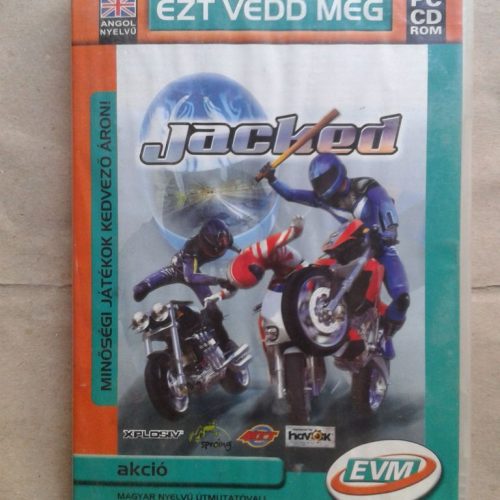 ANGOL
NYELVŰ
EZT VEDD MEG
PC
CD
ROM
MINŐSÉGI JÁTÉKOK KEDVEZŐ ÁRON!
Jacked
XPLOSIV
sproing
havok
akció
EVM
MAGYAR NYELVŰ ÚTMUTATÓVAL!